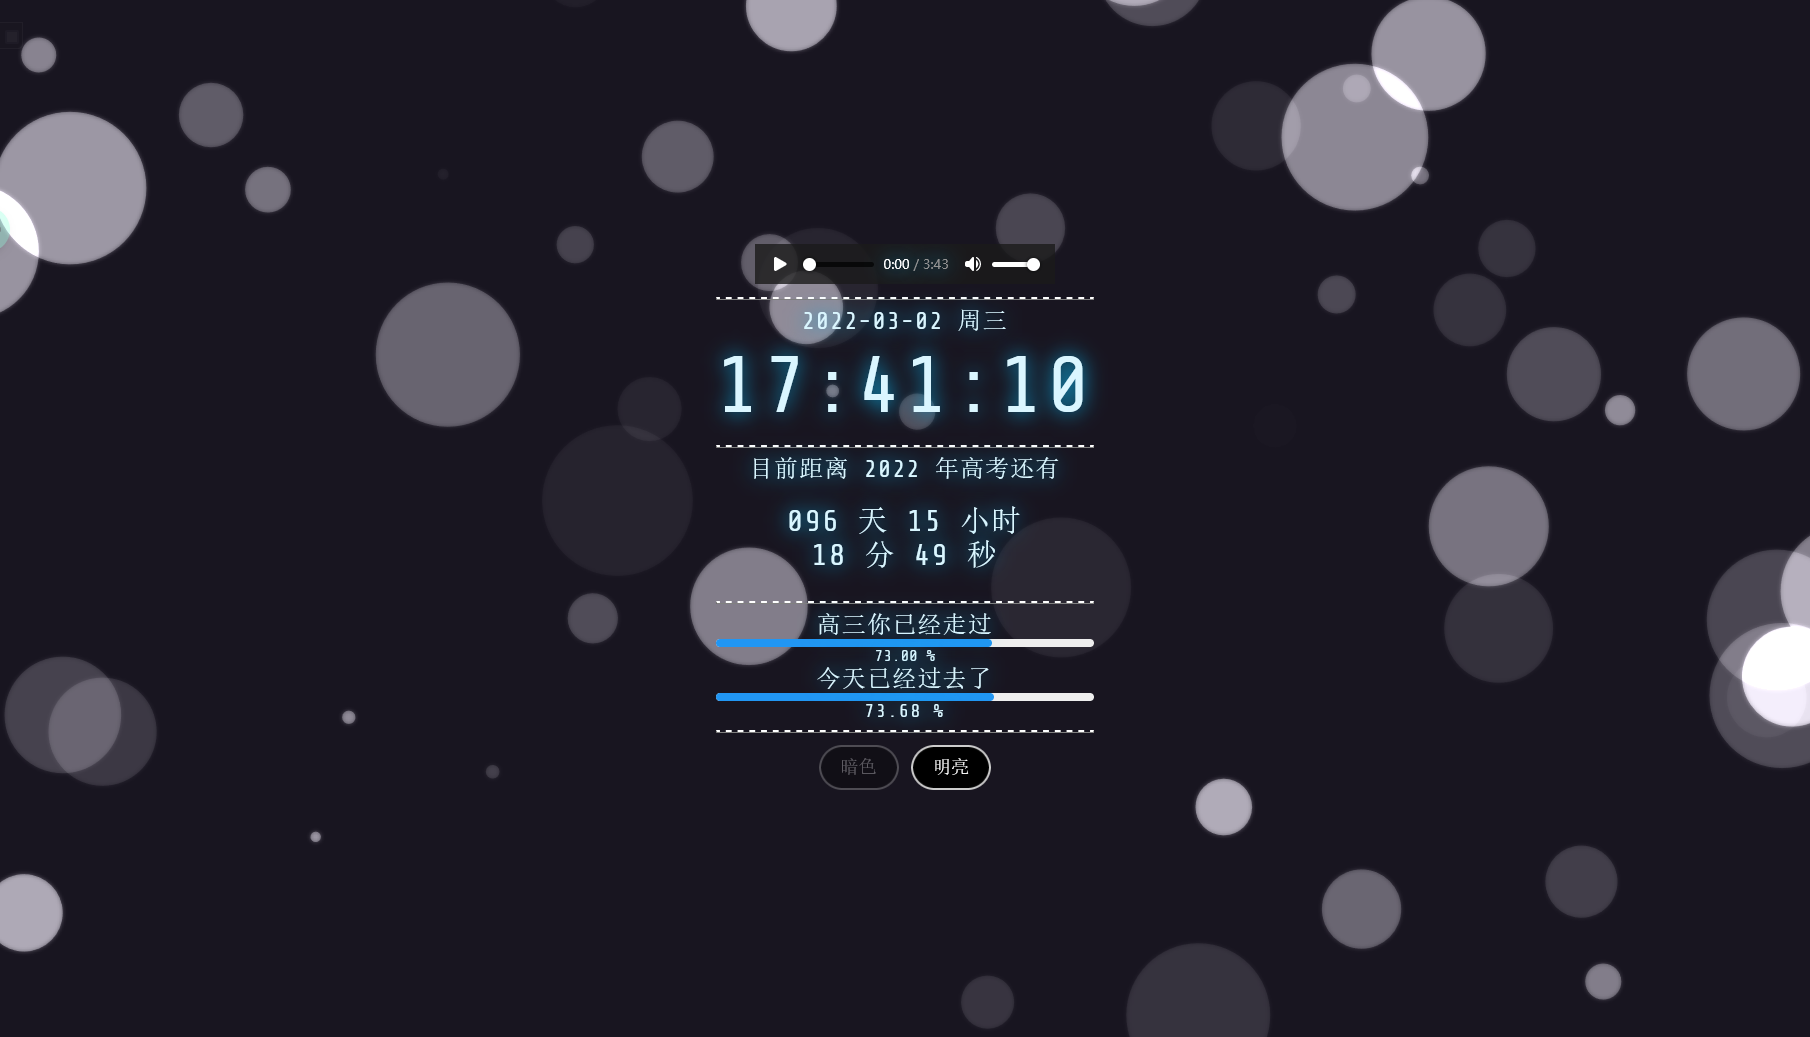 0:00 / 3:43
2022-03-02 周三
17:41:10
目前距离 2022 年高考还有
096 天 15 小时
18 分 49 秒
高三你已经走过
73.00 %
今天已经过去了
73.68 %
暗色 明亮